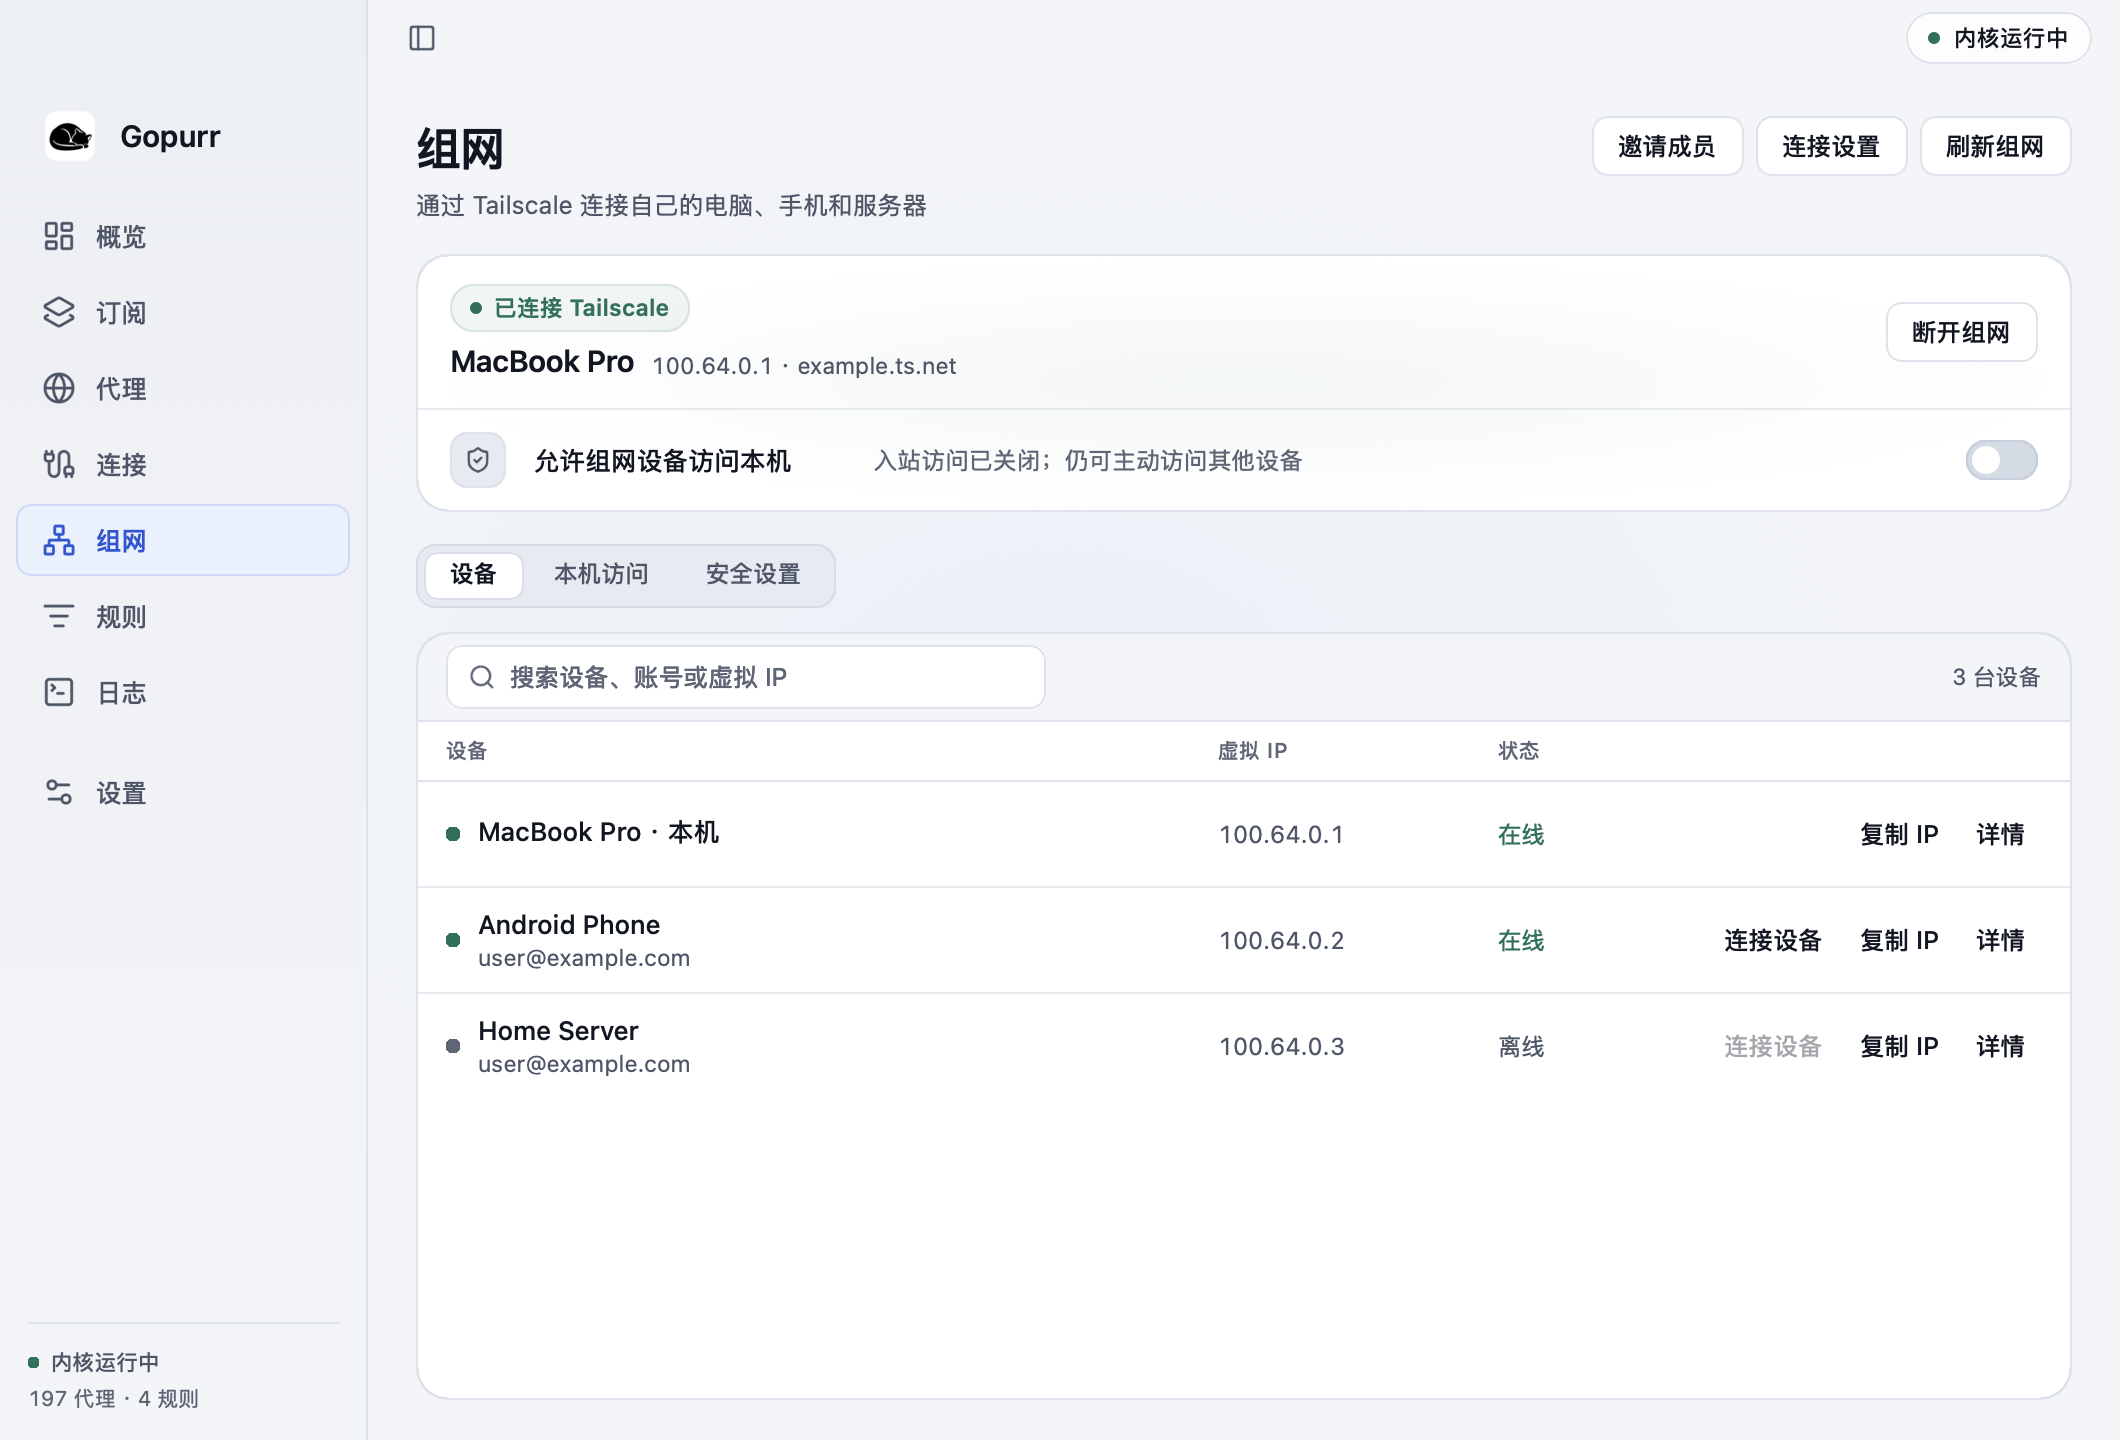 内核运行中
Gopurr
概览
订阅
代理
连接
组网
规则
日志
设置
内核运行中
197 代理 · 4 规则
组网
通过 Tailscale 连接自己的电脑、手机和服务器
邀请成员 连接设置 刷新组网
已连接 Tailscale
MacBook Pro 100.64.0.1 · example.ts.net
断开组网
允许组网设备访问本机 入站访问已关闭；仍可主动访问其他设备
设备 本机访问 安全设置
搜索设备、账号或虚拟 IP 3 台设备
设备 虚拟 IP 状态
MacBook Pro · 本机 100.64.0.1 在线 复制 IP 详情
Android Phone
user@example.com
100.64.0.2 在线 连接设备 复制 IP 详情
Home Server
user@example.com
100.64.0.3 离线 连接设备 复制 IP 详情